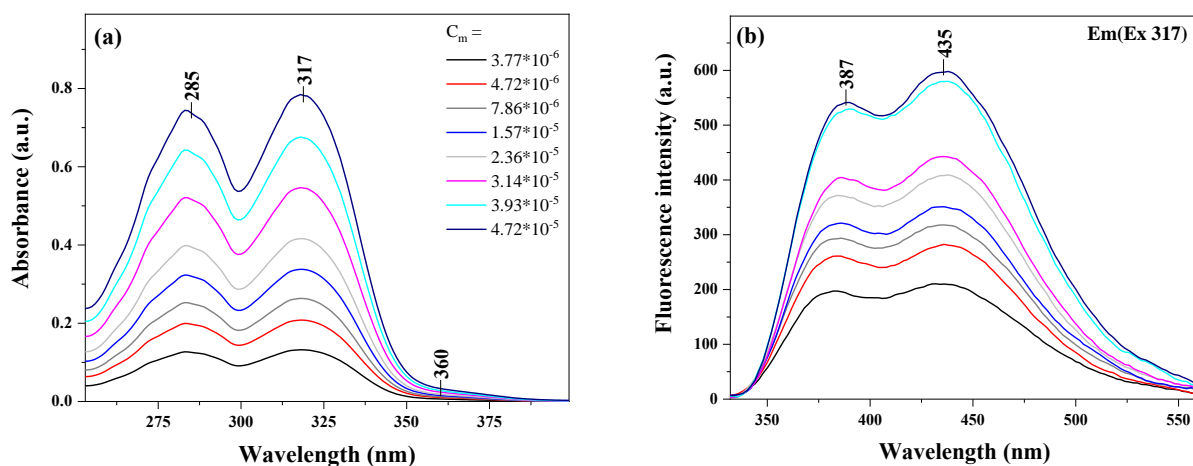 (a)
285
317
360
C_m =
3.77*10^-6
4.72*10^-6
7.86*10^-6
1.57*10^-5
2.36*10^-5
3.14*10^-5
3.93*10^-5
4.72*10^-5
Absorbance (a.u.)
0.8
0.6
0.4
0.2
0.0
275 300 325 350 375
Wavelength (nm)
(b)
387
435
Em(Ex 317)
Fluorescence intensity (a.u.)
600
500
400
300
200
100
0
350 400 450 500 550
Wavelength (nm)